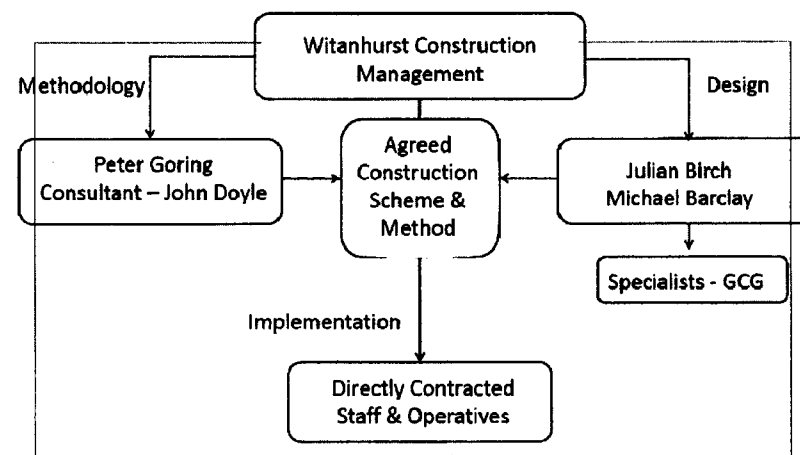 Witanhurst Construction
Management
Methodology
Design
Peter Goring
Consultant – John Doyle
Agreed
Construction
Scheme &
Method
Julian Birch
Michael Barclay
Specialists - GCG
Implementation
Directly Contracted
Staff & Operatives